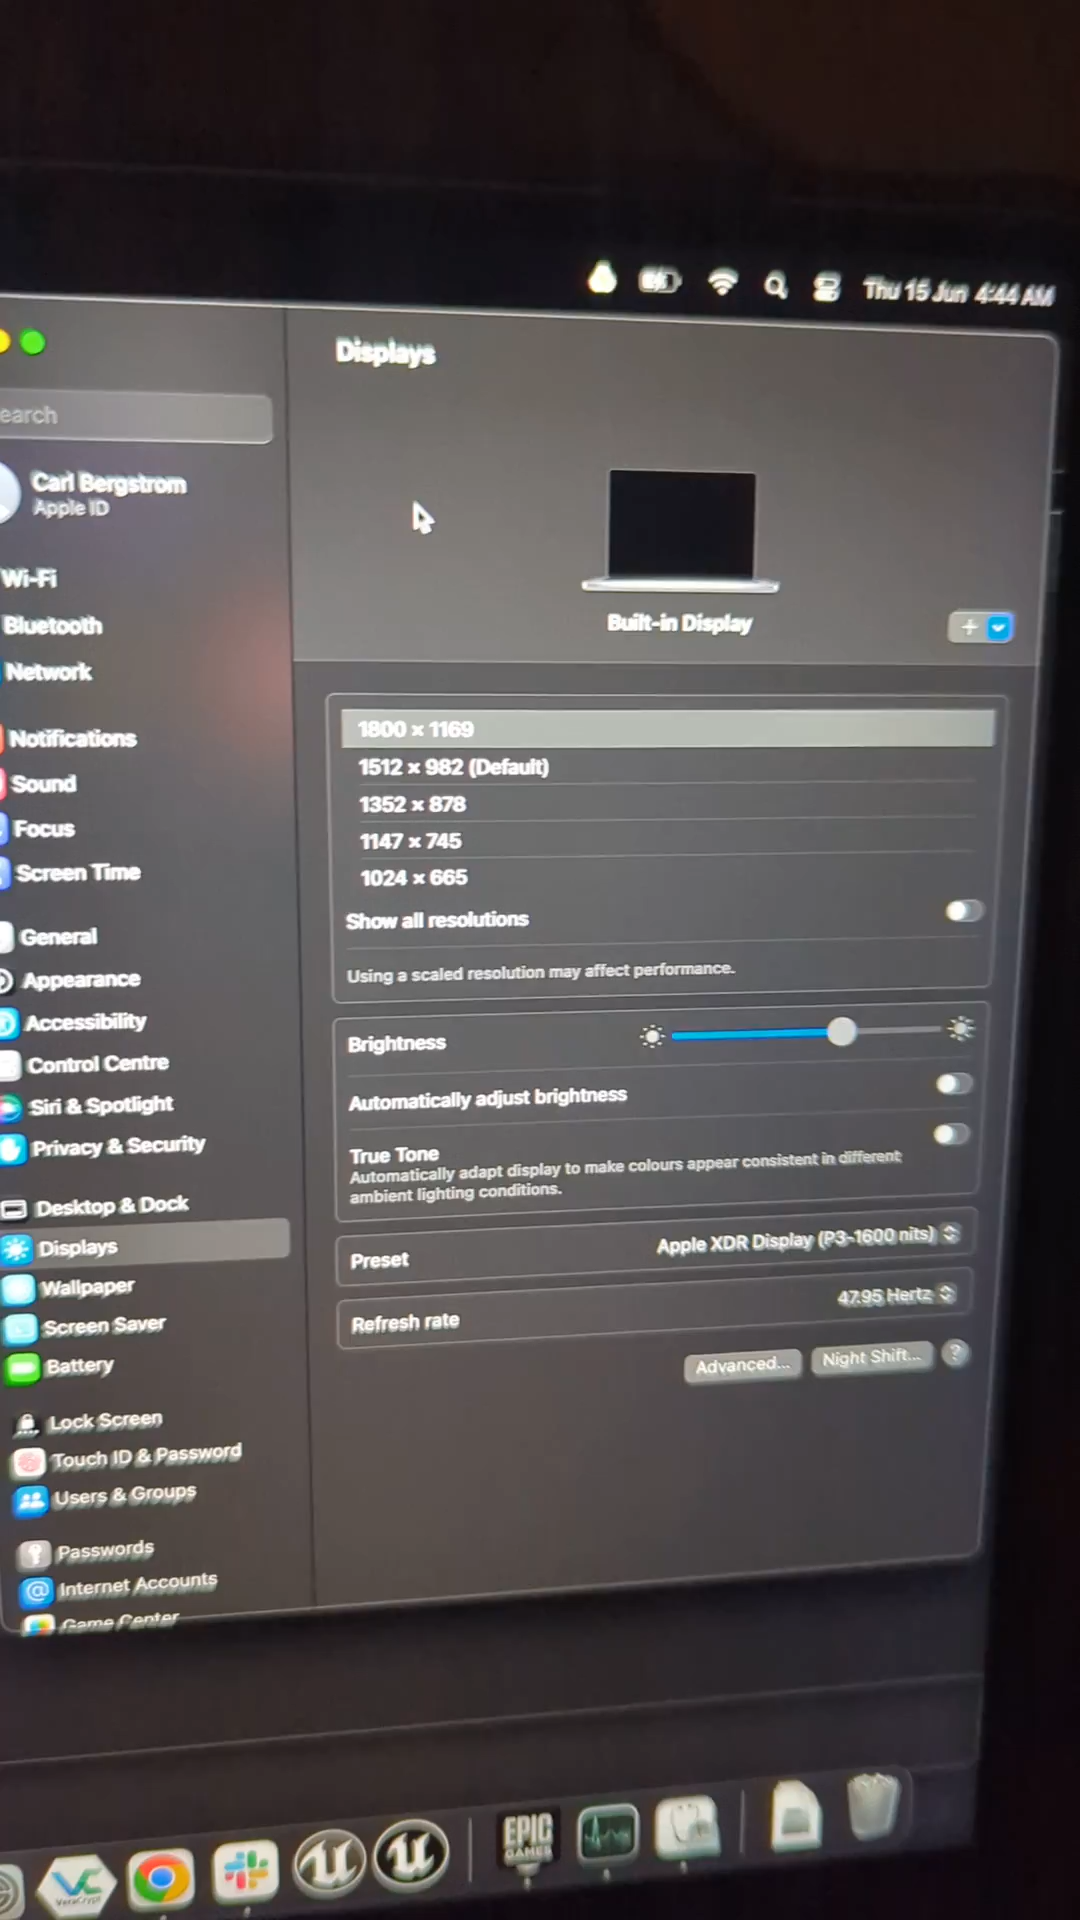 Thu 15 Jun 4:44 AM
Displays
earch
Carl Bergstrom
Apple ID
Wi-Fi
Bluetooth
Network
Notifications
Sound
Focus
Screen Time
General
Appearance
Accessibility
Control Centre
Siri & Spotlight
Privacy & Security
Desktop & Dock
Displays
Wallpaper
Screen Saver
Battery
Lock Screen
Touch ID & Password
Users & Groups
Passwords
Internet Accounts
Game Center
Built-in Display
1800 × 1169
1512 × 982 (Default)
1352 × 878
1147 × 745
1024 × 665
Show all resolutions
Using a scaled resolution may affect performance.
Brightness
Automatically adjust brightness
True Tone
Automatically adapt display to make colours appear consistent in different
ambient lighting conditions.
Preset Apple XDR Display (P3-1600 nits)
Refresh rate 47.95 Hertz
Advanced... Night Shift... ?
VeraCrypt
EPIC
GAMES